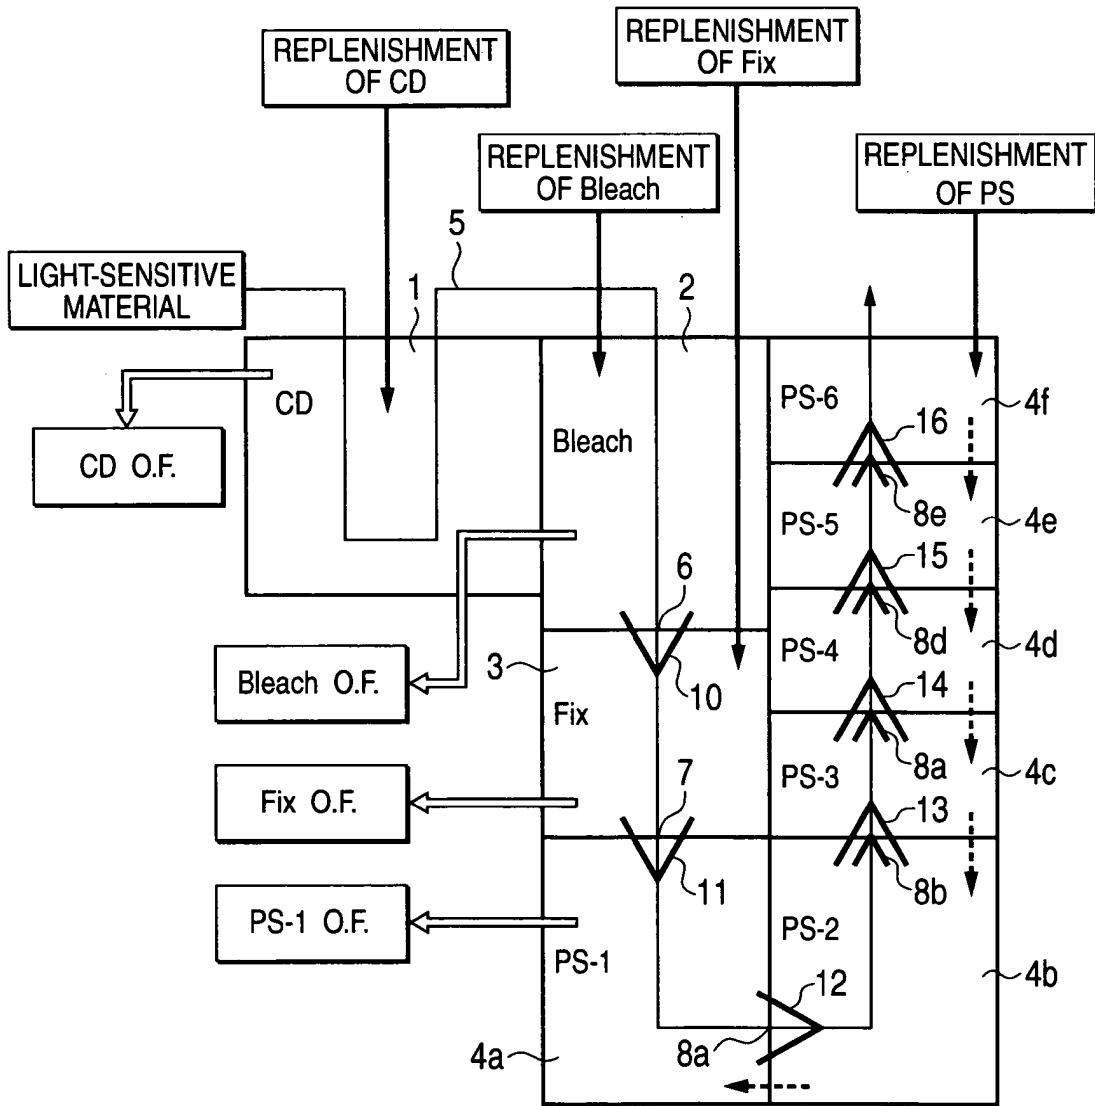 REPLENISHMENT
OF CD
REPLENISHMENT
OF Fix
REPLENISHMENT
OF Bleach
REPLENISHMENT
OF PS
LIGHT-SENSITIVE
MATERIAL
5
1
2
CD
CD O.F.
Bleach
PS-6
4f
16
8e
PS-5
4e
15
8d
6
3
10
PS-4
4d
14
8a
Bleach O.F.
Fix
PS-3
4c
13
8b
Fix O.F.
7
11
PS-1 O.F.
PS-1
PS-2
4b
12
8a
4a